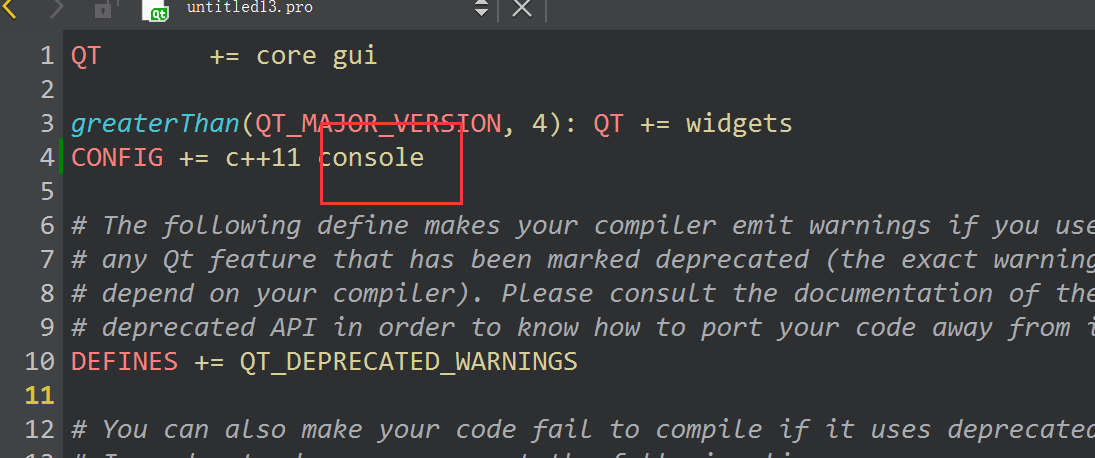 untitled13.pro
1 QT       += core gui
2
3 greaterThan(QT_MAJOR_VERSION, 4): QT += widgets
4 CONFIG += c++11 console
5
6 # The following define makes your compiler emit warnings if you use
7 # any Qt feature that has been marked deprecated (the exact warning
8 # depend on your compiler). Please consult the documentation of the
9 # deprecated API in order to know how to port your code away from i
10 DEFINES += QT_DEPRECATED_WARNINGS
11
12 # You can also make your code fail to compile if it uses deprecated